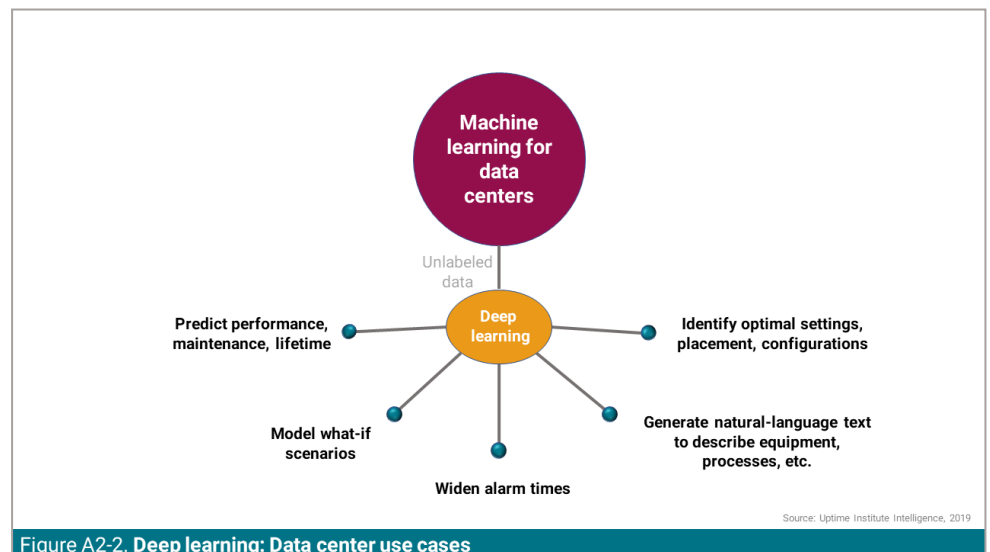 Machine
learning for
data
centers
Unlabeled
data
Deep
learning
Predict performance,
maintenance, lifetime
Identify optimal settings,
placement, configurations
Model what-if
scenarios
Generate natural-language text
to describe equipment,
processes, etc.
Widen alarm times
Source: Uptime Institute Intelligence, 2019
Figure A2-2. Deep learning: Data center use cases